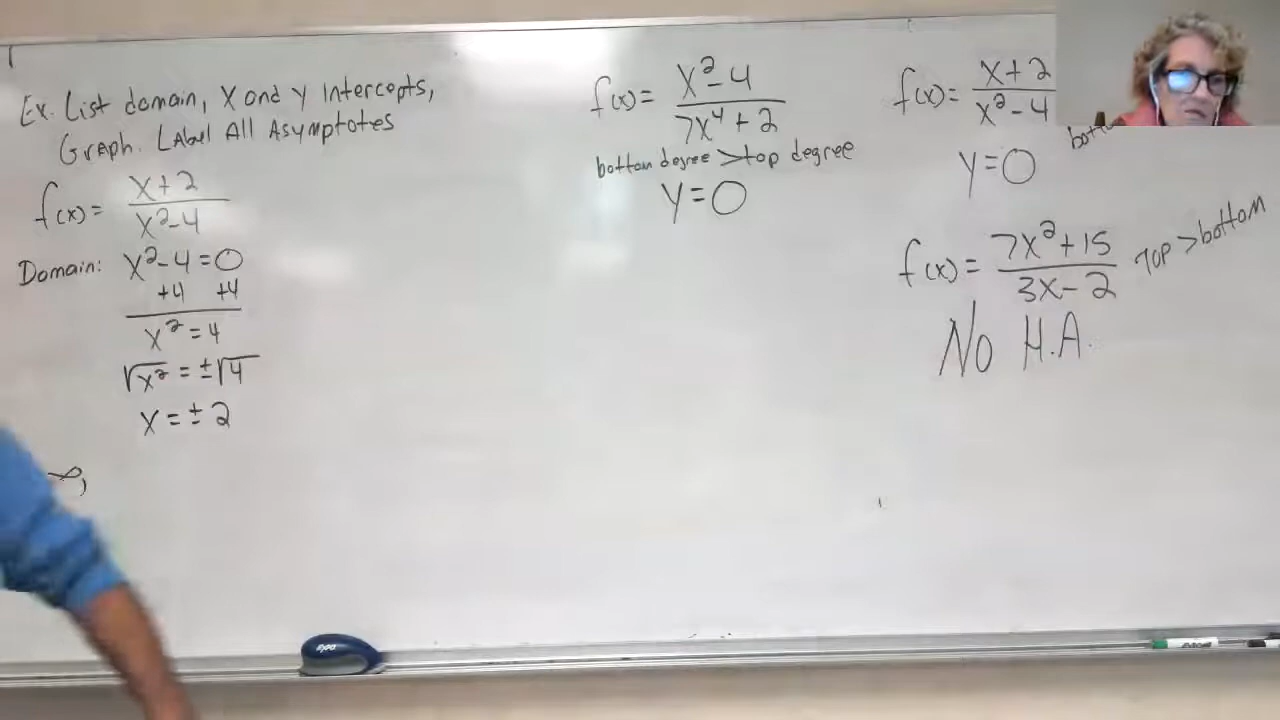 Ex. List domain, X and Y Intercepts,
Graph. Label All Asymptotes
f(x) = x+2 / x²-4
Domain: x²-4=0
+4 +4
x² = 4
√x² = ±√4
x = ± 2
∞,
f(x) = x²-4 / 7x⁴+2
bottom degree > top degree
y=0
f(x) = x+2 / x²-4
y=0
f(x) = 7x²+15 / 3x-2
Top > bottom
No H.A.
expo